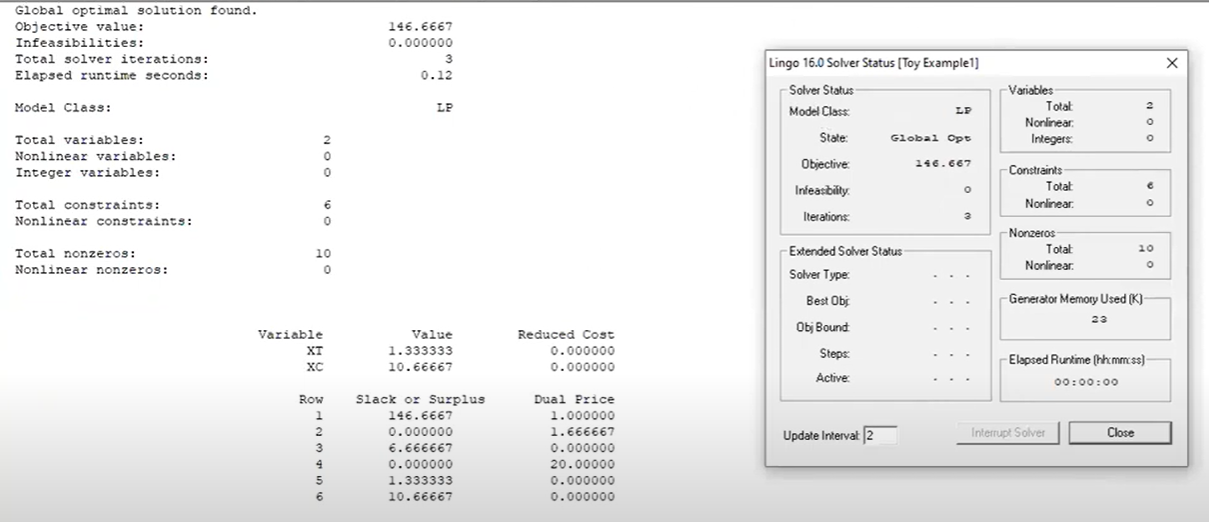 Global optimal solution found.
Objective value: 146.6667
Infeasibilities: 0.000000
Total solver iterations: 3
Elapsed runtime seconds: 0.12
Model Class: LP
Total variables: 2
Nonlinear variables: 0
Integer variables: 0
Total constraints: 6
Nonlinear constraints: 0
Total nonzeros: 10
Nonlinear nonzeros: 0
Variable Value Reduced Cost
XT 1.333333 0.000000
XC 10.66667 0.000000
Row Slack or Surplus Dual Price
1 146.6667 1.000000
2 0.000000 1.666667
3 6.666667 0.000000
4 0.000000 20.00000
5 1.333333 0.000000
6 10.66667 0.000000
Lingo 16.0 Solver Status [Toy Example1]
Solver Status
Model Class: LP
State: Global Opt
Objective: 146.667
Infeasibility: 0
Iterations: 3
Extended Solver Status
Solver Type: . . .
Best Obj: . . .
Obj Bound: . . .
Steps: . . .
Active: . . .
Variables
Total: 2
Nonlinear: 0
Integers: 0
Constraints
Total: 6
Nonlinear: 0
Nonzeros
Total: 10
Nonlinear: 0
Generator Memory Used (K)
23
Elapsed Runtime (hh:mm:ss)
00:00:00
Update Interval: 2
Interrupt Solver
Close